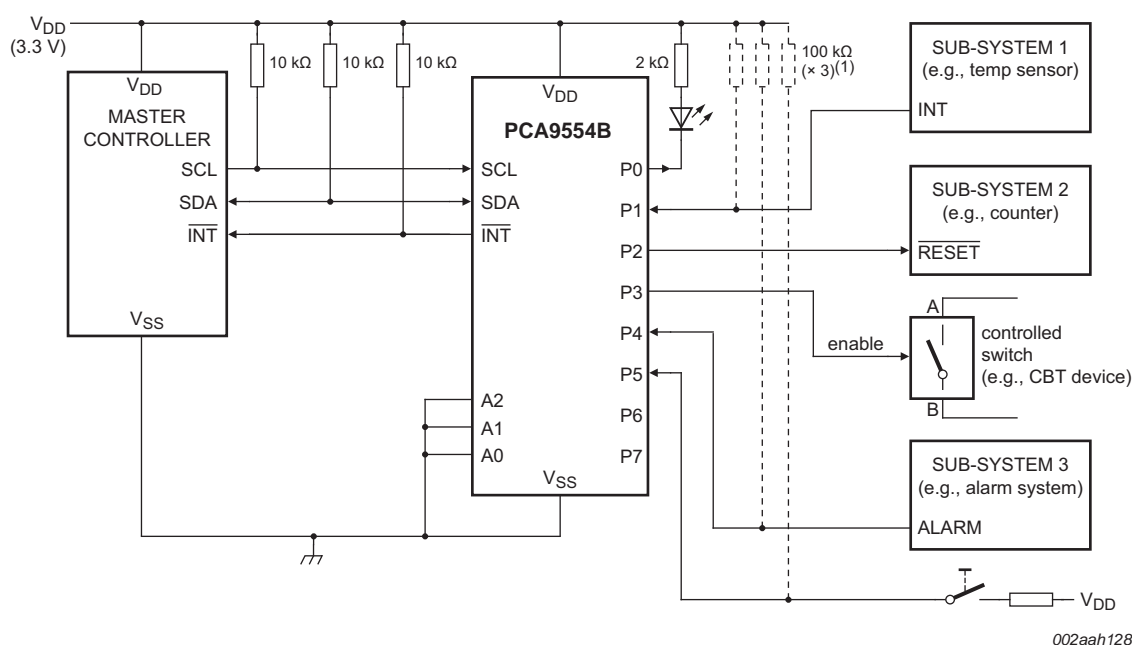 VDD
(3.3 V)
10 kΩ
10 kΩ
10 kΩ
2 kΩ
100 kΩ
(× 3)(1)
VDD
MASTER
CONTROLLER
SCL
SDA
INT
VSS
VDD
PCA9554B
SCL
SDA
INT
A2
A1
A0
VSS
P0
P1
P2
P3
P4
P5
P6
P7
SUB-SYSTEM 1
(e.g., temp sensor)
INT
SUB-SYSTEM 2
(e.g., counter)
RESET
enable
A
B
controlled
switch
(e.g., CBT device)
SUB-SYSTEM 3
(e.g., alarm system)
ALARM
VDD
002aah128